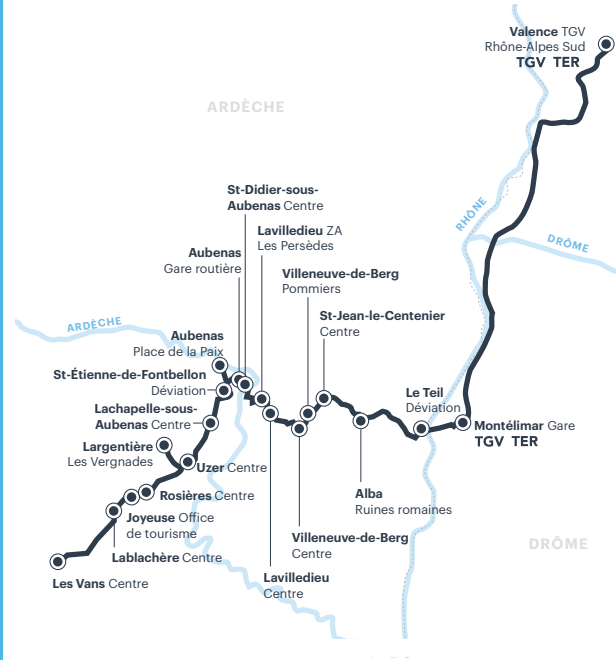 Valence TGV
Rhône-Alpes Sud
TGV TER
ARDÈCHE
St-Didier-sous-
Aubenas Centre
RHÔNE
Lavilledieu ZA
Les Persèdes
DRÔME
Aubenas
Gare routière
Villeneuve-de-Berg
Pommiers
St-Jean-le-Centenier
Centre
ARDÈCHE
Aubenas
Place de la Paix
St-Étienne-de-Fontbellon
Déviation
Le Teil
Déviation
Lachapelle-sous-
Aubenas Centre
Montélimar Gare
TGV TER
Largentière
Les Vergnades
Uzer Centre
Rosières Centre
Alba
Ruines romaines
Joyeuse Office
de tourisme
Villeneuve-de-Berg
Centre
DRÔME
Lablachère Centre
Lavilledieu
Centre
Les Vans Centre